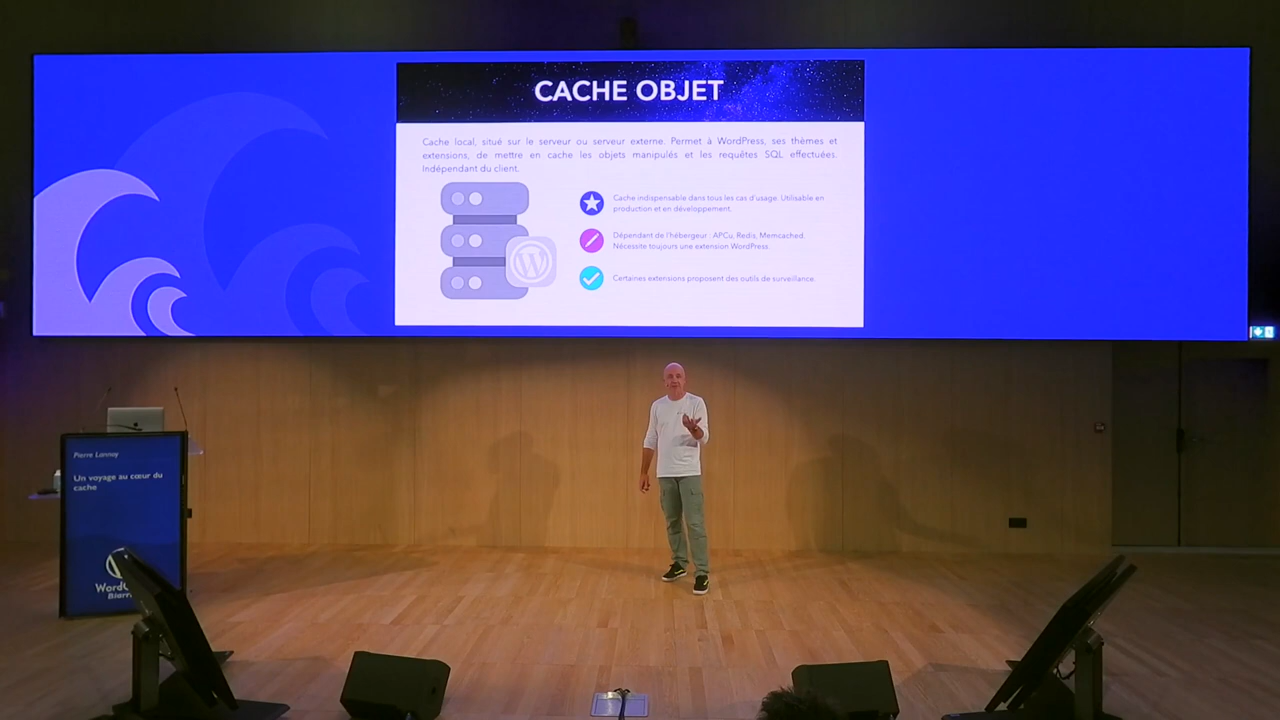 CACHE OBJET
Cache local, situé sur le serveur ou serveur externe. Permet à WordPress, ses thèmes et
extensions, de mettre en cache les objets manipulés et les requêtes SQL effectuées.
Indépendant du client.
Cache indispensable dans tous les cas d'usage. Utilisable en
production et en développement.
Dépendant de l'hébergeur : APCu, Redis, Memcached.
Nécessite toujours une extension WordPress.
Certaines extensions proposent des outils de surveillance.
Pierre Lannoy
Un voyage au cœur du
cache